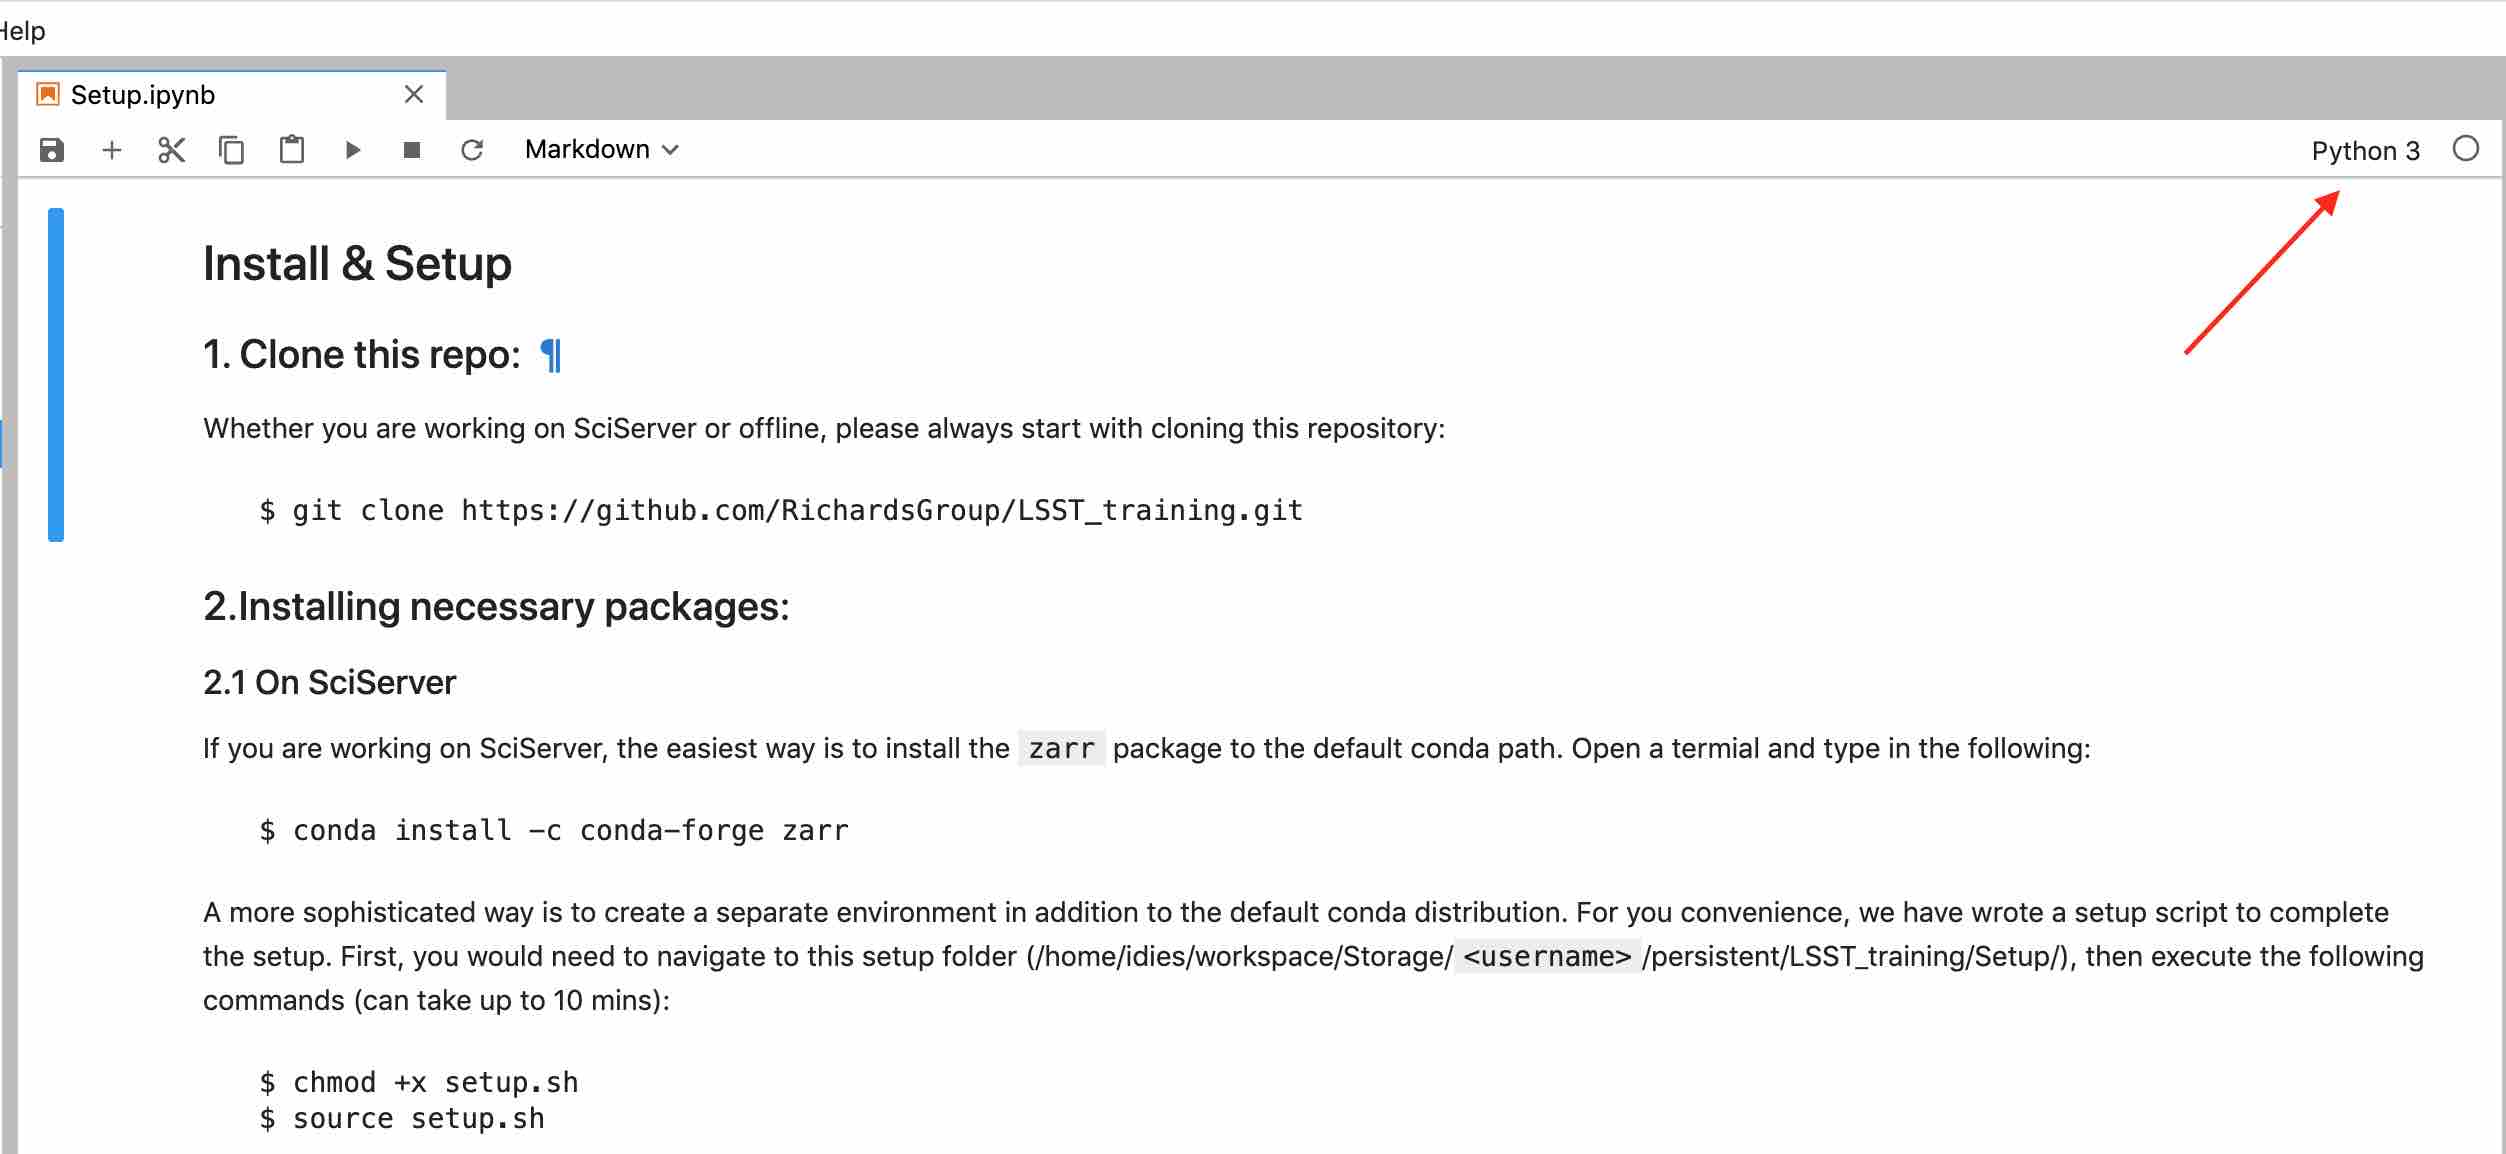 Help
Setup.ipynb
Markdown
Python 3
Install & Setup
1. Clone this repo: ¶
Whether you are working on SciServer or offline, please always start with cloning this repository:
$ git clone https://github.com/RichardsGroup/LSST_training.git
2.Installing necessary packages:
2.1 On SciServer
If you are working on SciServer, the easiest way is to install the zarr package to the default conda path. Open a termial and type in the following:
$ conda install -c conda-forge zarr
A more sophisticated way is to create a separate environment in addition to the default conda distribution. For you convenience, we have wrote a setup script to complete
the setup. First, you would need to navigate to this setup folder (/home/idies/workspace/Storage/ <username> /persistent/LSST_training/Setup/), then execute the following
commands (can take up to 10 mins):
$ chmod +x setup.sh
$ source setup.sh